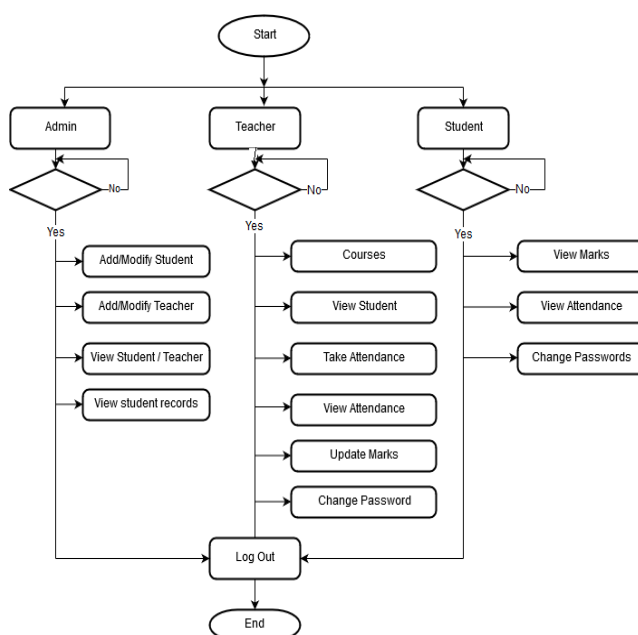 Start
Admin
Teacher
Student
No
No
No
Yes
Yes
Yes
Add/Modify Student
Add/Modify Teacher
View Student / Teacher
View student records
Courses
View Student
Take Attendance
View Attendance
Update Marks
Change Password
View Marks
View Attendance
Change Passwords
Log Out
End